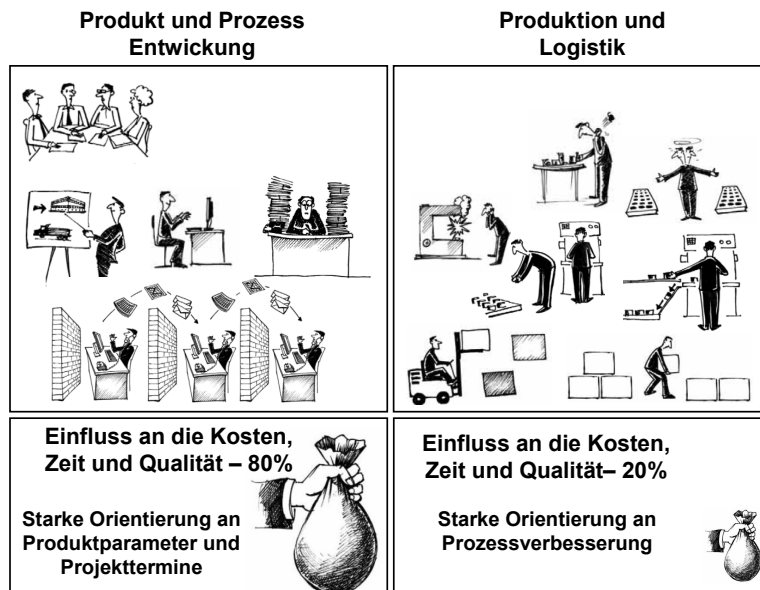 Produkt und Prozess
Entwickung
Produktion und
Logistik
Einfluss an die Kosten,
Zeit und Qualität – 80%
Starke Orientierung an
Produktparameter und
Projekttermine
Einfluss an die Kosten,
Zeit und Qualität– 20%
Starke Orientierung an
Prozessverbesserung